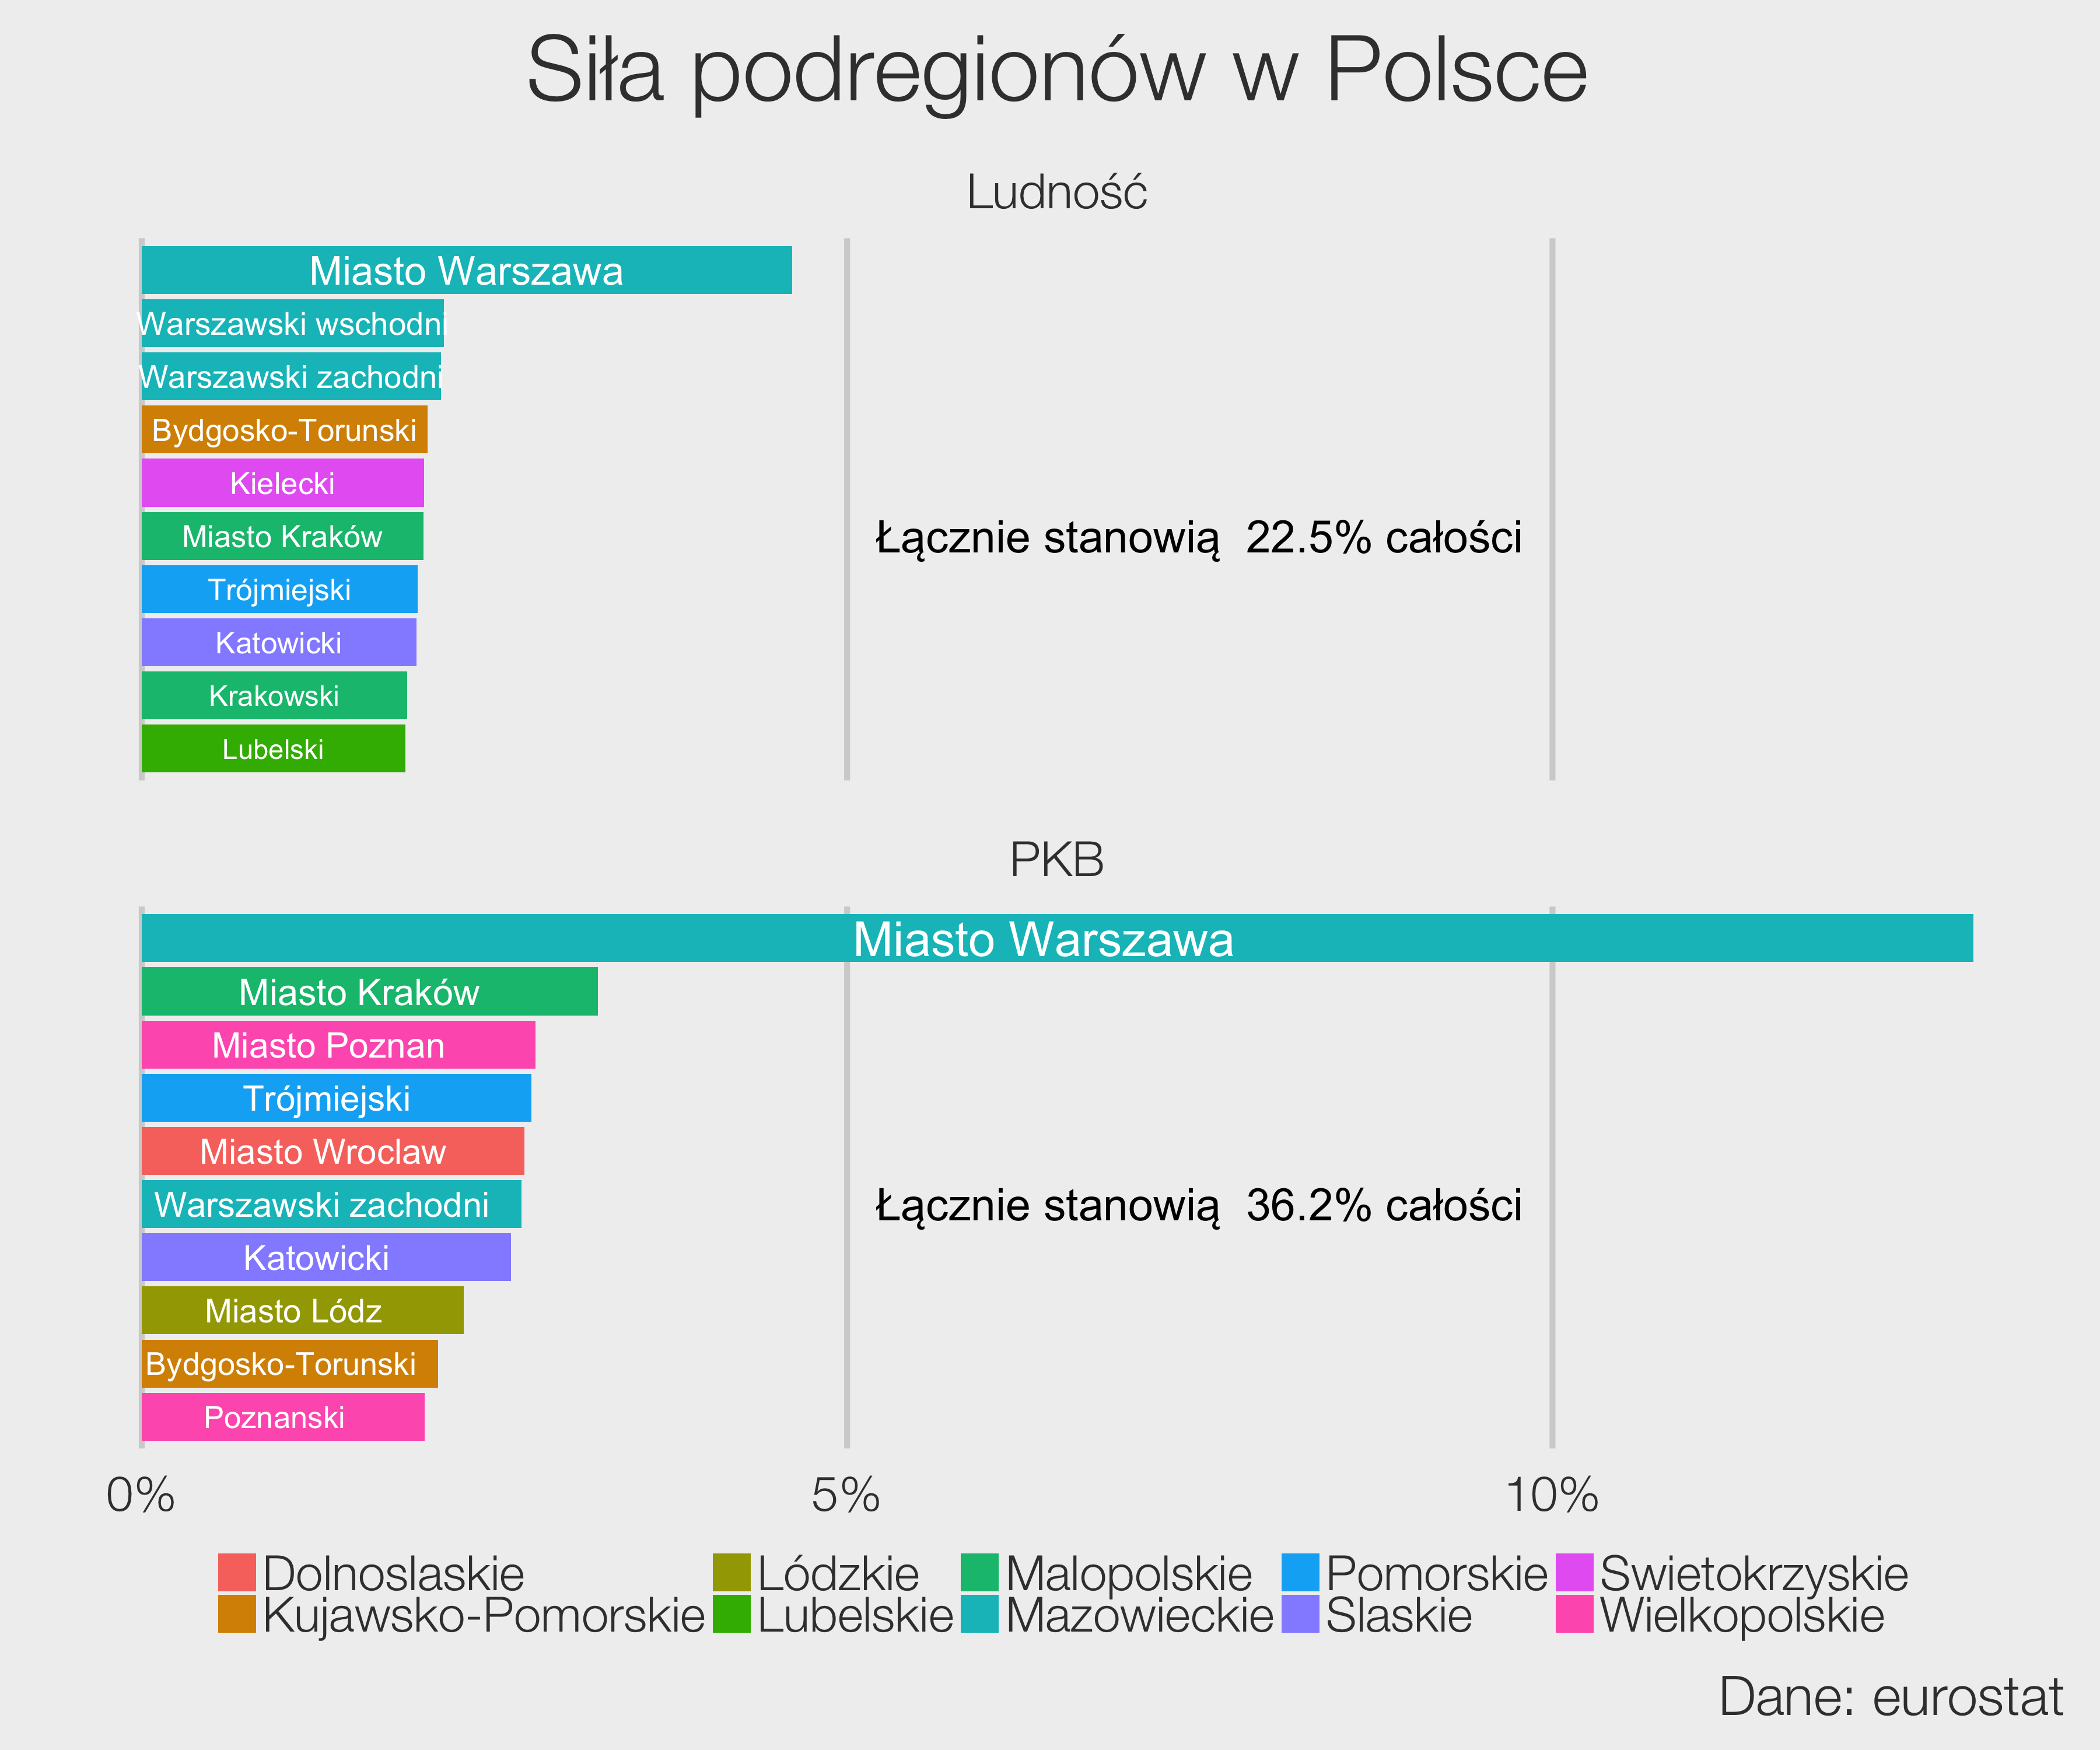 Siła podregionów w Polsce
Ludność
Miasto Warszawa
Warszawski wschodni
Warszawski zachodni
Bydgosko-Torunski
Kielecki
Miasto Kraków
Łącznie stanowią  22.5% całości
Trójmiejski
Katowicki
Krakowski
Lubelski
PKB
Miasto Warszawa
Miasto Kraków
Miasto Poznan
Trójmiejski
Miasto Wroclaw
Warszawski zachodni
Łącznie stanowią  36.2% całości
Katowicki
Miasto Lódz
Bydgosko-Torunski
Poznanski
0% 5% 10%
Dolnoslaskie Lódzkie Malopolskie Pomorskie Swietokrzyskie
Kujawsko-Pomorskie Lubelskie Mazowieckie Slaskie Wielkopolskie
Dane: eurostat